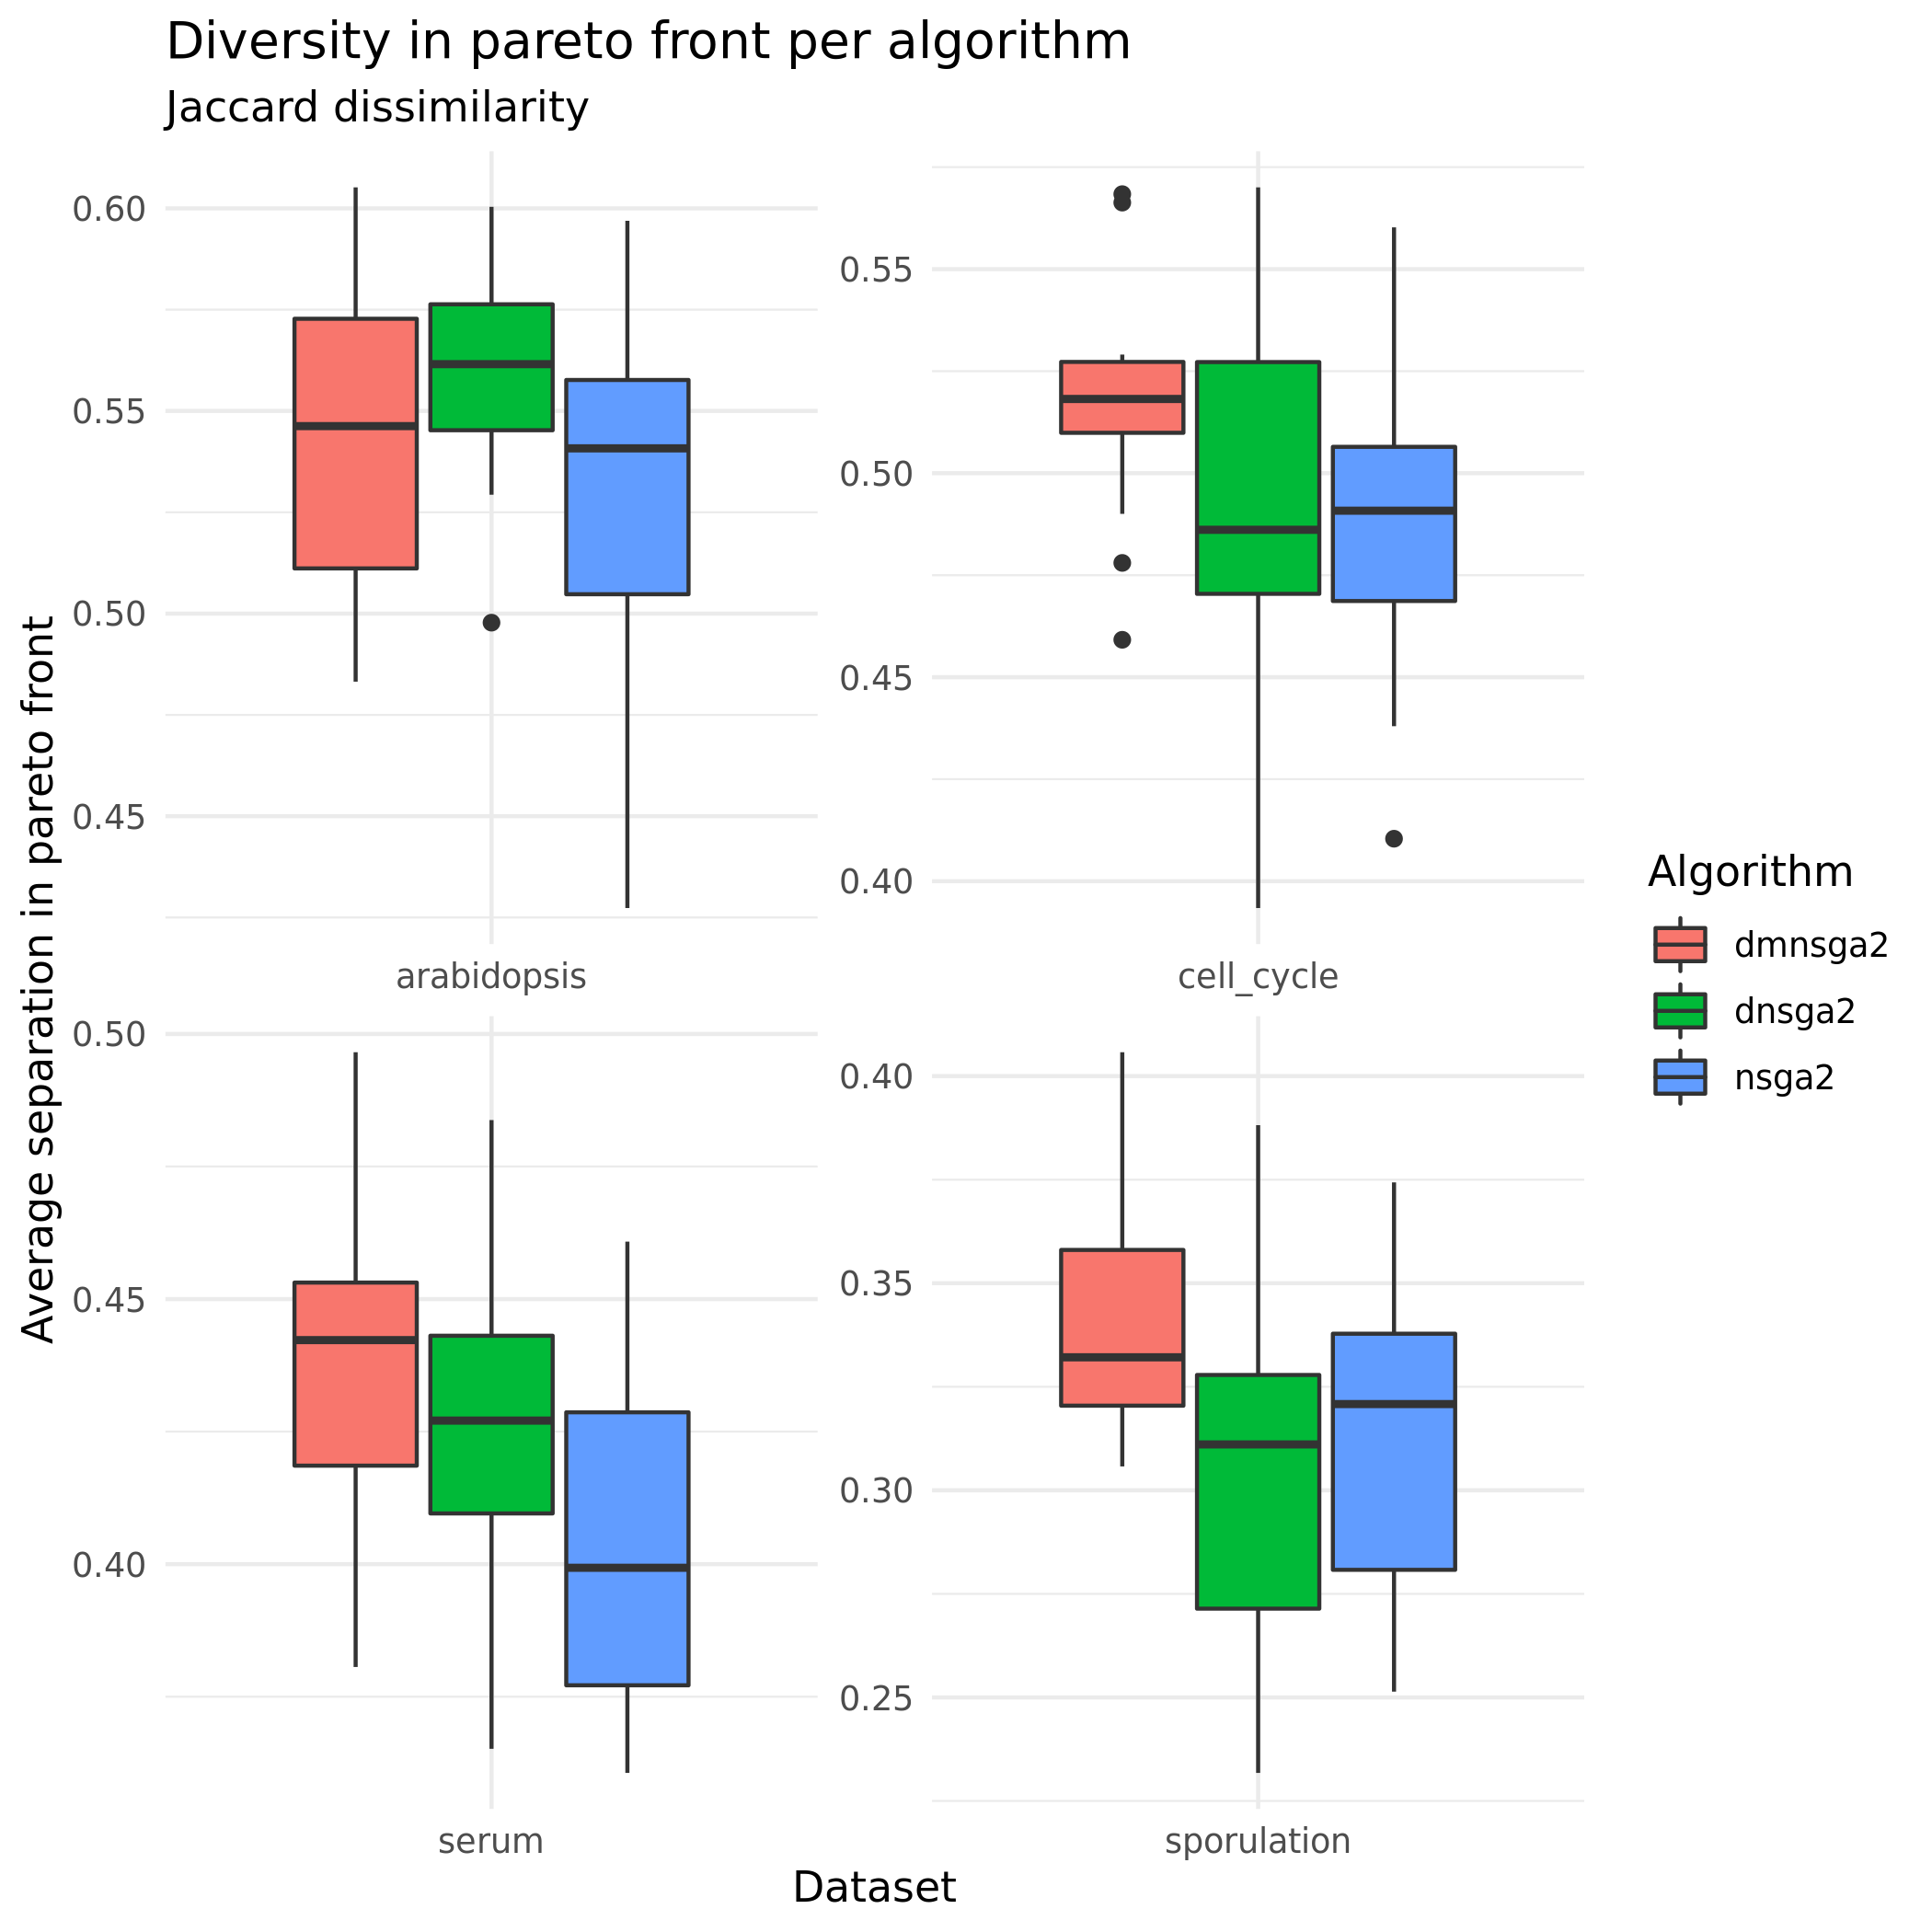 Diversity in pareto front per algorithm
Jaccard dissimilarity
Average separation in pareto front
0.60
0.55
0.50
0.45
arabidopsis
0.55
0.50
0.45
0.40
cell_cycle
0.50
0.45
0.40
serum
0.40
0.35
0.30
0.25
sporulation
Dataset
Algorithm
dmnsga2
dnsga2
nsga2